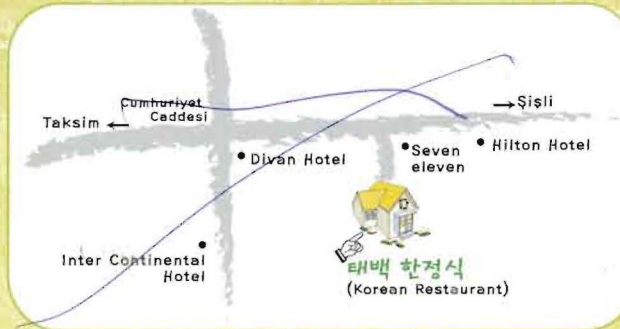 Cumhuriyet
Caddesi
Taksim ←
→ Şişli
Divan Hotel
Seven
eleven
Hilton Hotel
Inter Continental
Hotel
태백 한정식
(Korean Restaurant)